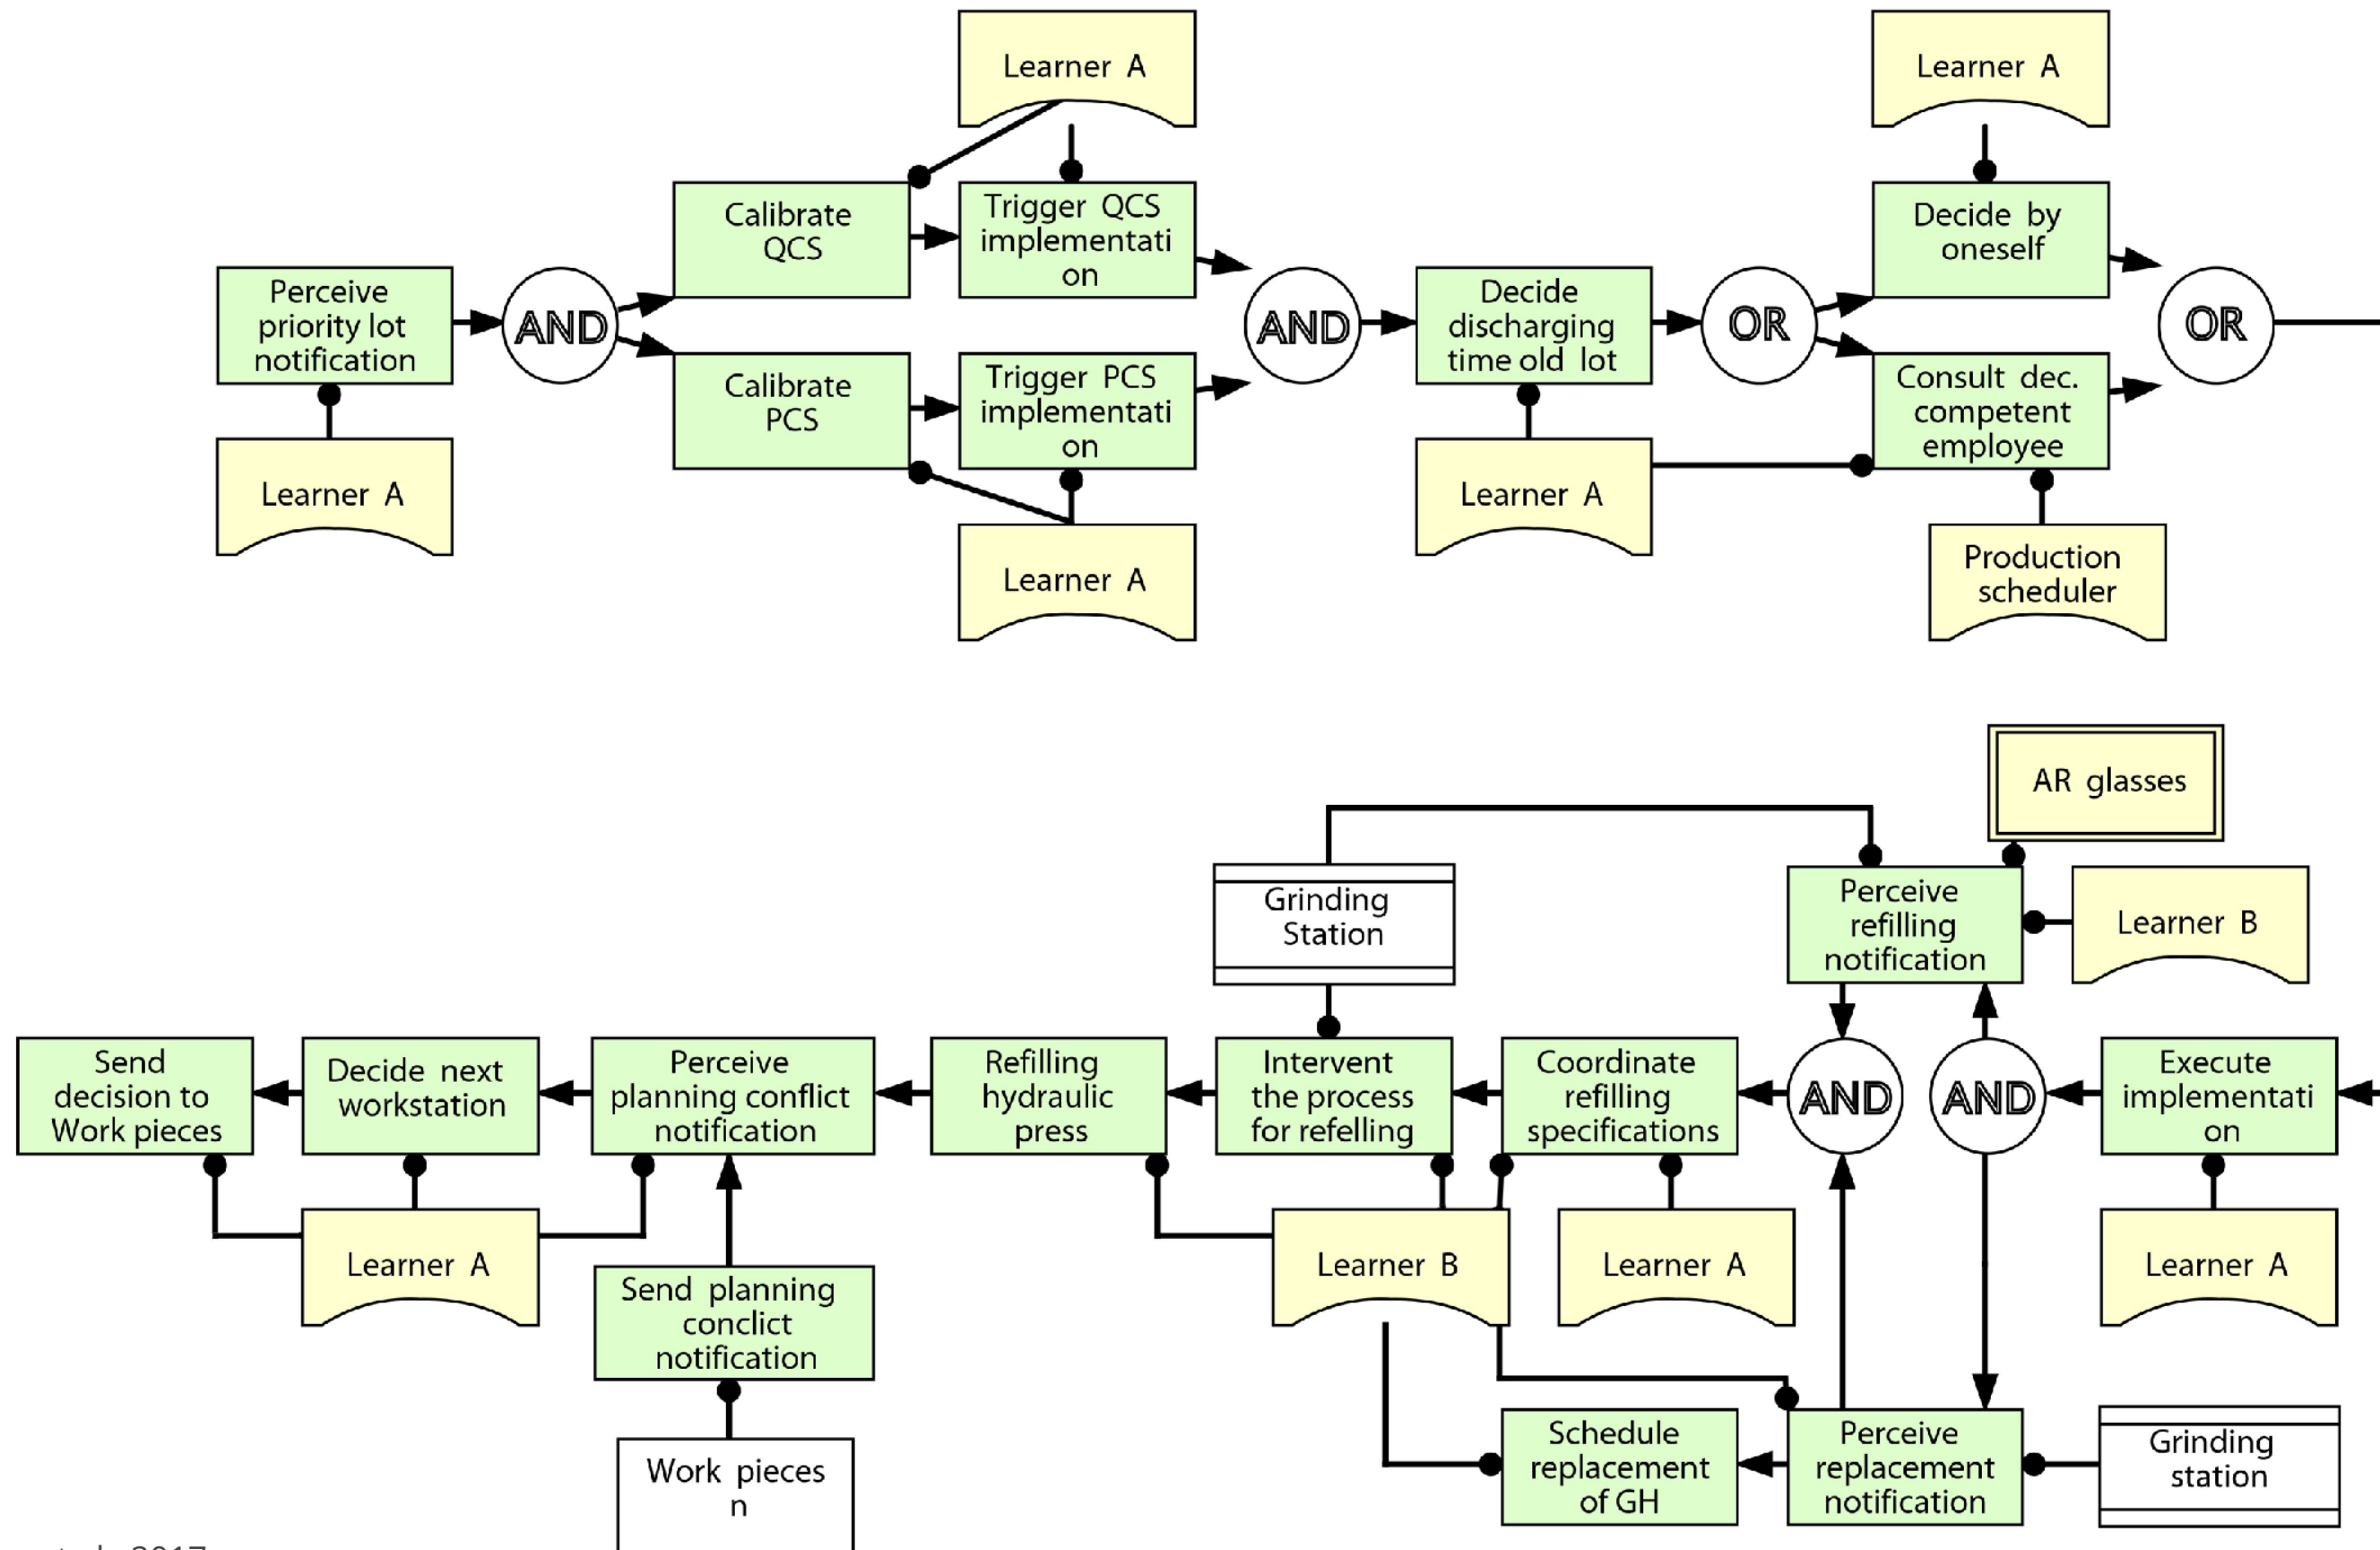 Learner A
Learner A
Calibrate
QCS
Trigger QCS
implementati
on
Decide by
oneself
Perceive
priority lot
notification
AND
AND
Decide
discharging
time old lot
OR
OR
Calibrate
PCS
Trigger PCS
implementati
on
Consult dec.
competent
employee
Learner A
Learner A
Learner A
Production
scheduler
AR glasses
Grinding
Station
Perceive
refilling
notification
Learner B
Send
decision to
Work pieces
Decide next
workstation
Perceive
planning conflict
notification
Refilling
hydraulic
press
Intervent
the process
for refelling
Coordinate
refilling
specifications
AND
AND
Execute
implementati
on
Learner A
Learner B
Learner A
Learner A
Send planning
conclict
notification
Work pieces
n
Schedule
replacement
of GH
Perceive
replacement
notification
Grinding
station
2017